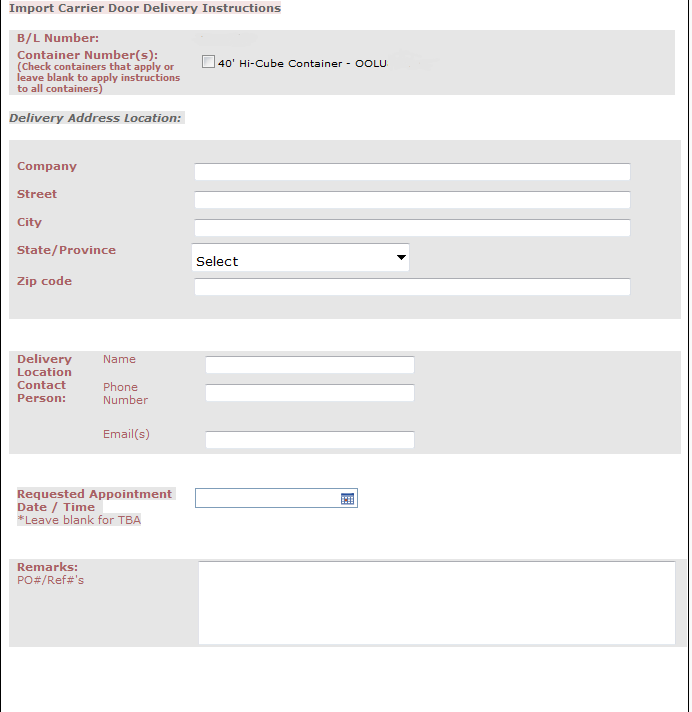 Import Carrier Door Delivery Instructions
B/L Number:
Container Number(s):
(Check containers that apply or
leave blank to apply instructions
to all containers)
40' Hi-Cube Container - OOLU
Delivery Address Location:
Company
Street
City
State/Province
Select
Zip code
Delivery
Location
Contact
Person:
Name
Phone
Number
Email(s)
Requested Appointment
Date / Time
*Leave blank for TBA
Remarks:
PO#/Ref#'s